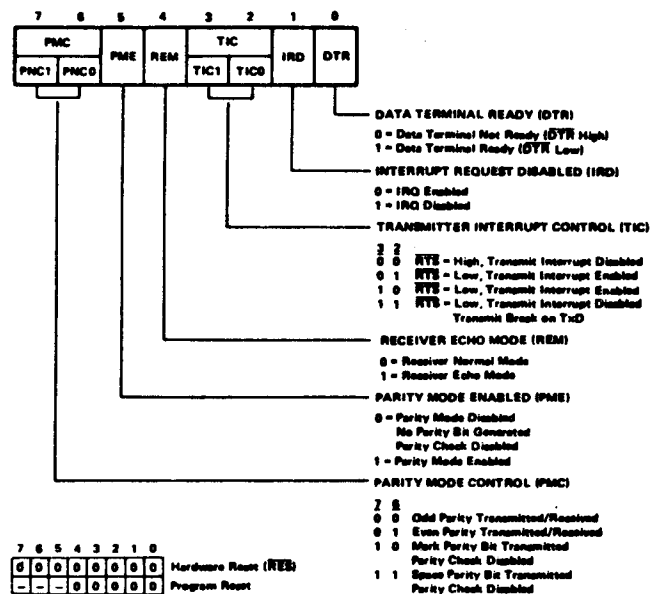 7 6 5 4 3 2 1 0
PMC PME REM TIC IRD DTR
PNC1 PNC0 TIC1 TIC0
DATA TERMINAL READY (DTR)
0 = Data Terminal Not Ready (DTR High)
1 = Data Terminal Ready (DTR Low)
INTERRUPT REQUEST DISABLED (IRD)
0 = IRQ Enabled
1 = IRQ Disabled
TRANSMITTER INTERRUPT CONTROL (TIC)
3 2
0 0 RTS = High, Transmit Interrupt Disabled
0 1 RTS = Low, Transmit Interrupt Enabled
1 0 RTS = Low, Transmit Interrupt Enabled
1 1 RTS = Low, Transmit Interrupt Disabled
Transmit Break on TxD
RECEIVER ECHO MODE (REM)
0 = Receiver Normal Mode
1 = Receiver Echo Mode
PARITY MODE ENABLED (PME)
0 = Parity Mode Disabled
No Parity Bit Generated
Parity Check Disabled
1 = Parity Mode Enabled
PARITY MODE CONTROL (PMC)
7 6
0 0 Odd Parity Transmitted/Received
0 1 Even Parity Transmitted/Received
1 0 Mark Parity Bit Transmitted
Parity Check Disabled
1 1 Space Parity Bit Transmitted
Parity Check Disabled
7 6 5 4 3 2 1 0
0 0 0 0 0 0 0 0 Hardware Reset (RES)
- - - 0 0 0 0 0 Program Reset